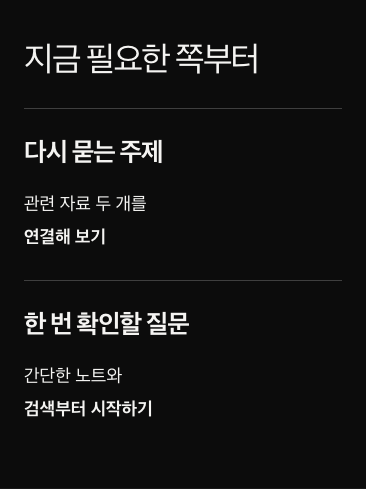 지금 필요한 쪽부터
다시 묻는 주제
관련 자료 두 개를
연결해 보기
한 번 확인할 질문
간단한 노트와
검색부터 시작하기